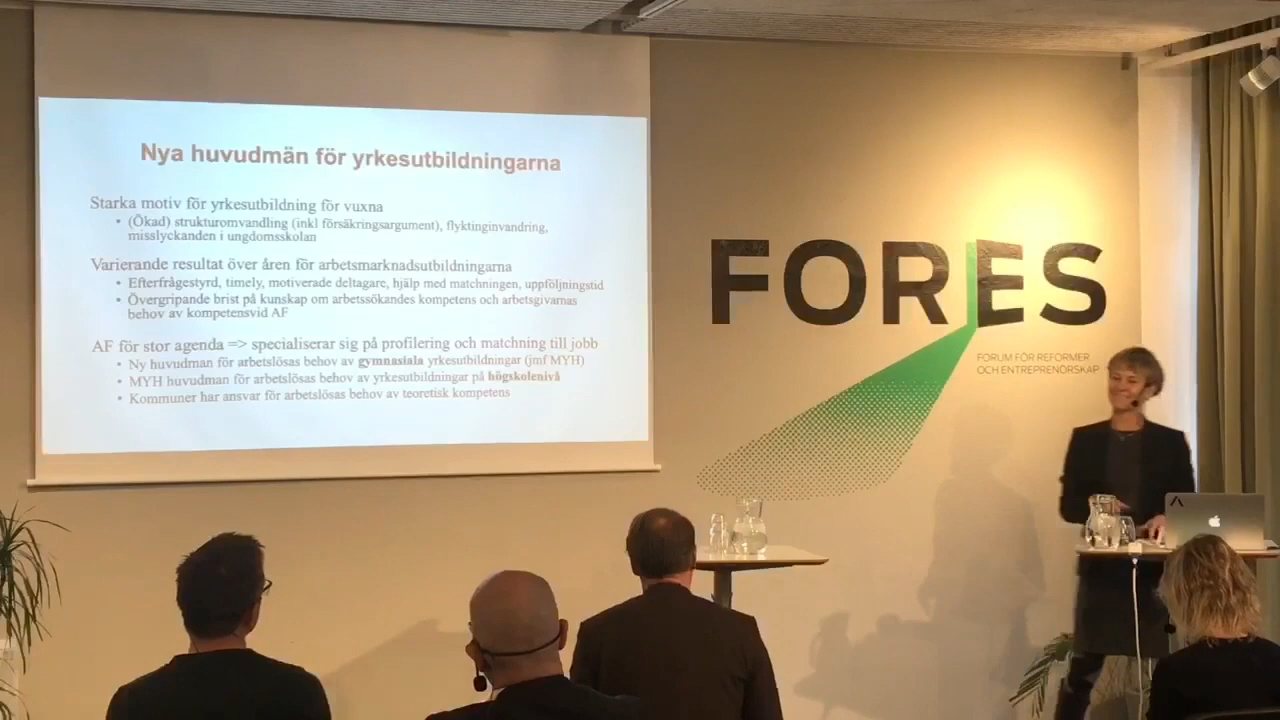 Nya huvudmän för yrkesutbildningarna
Starka motiv för yrkesutbildning för vuxna
• (Ökad) strukturomvandling (inkl försäkringsargument), flyktinginvandring,
misslyckanden i ungdomsskolan
Varierande resultat över åren för arbetsmarknadsutbildningarna
• Efterfrågestyrd, timely, motiverade deltagare, hjälp med matchningen, uppföljningstid
• Övergripande brist på kunskap om arbetssökandes kompetens och arbetsgivarnas
behov av kompetensvid AF
AF för stor agenda => specialiserar sig på profilering och matchning till jobb
• Ny huvudman för arbetslösas behov av gymnasiala yrkesutbildningar (jmf MYH)
• MYH huvudman för arbetslösas behov av yrkesutbildningar på högskolenivå
• Kommuner har ansvar för arbetslösas behov av teoretisk kompetens
FORES
FORUM FÖR REFORMER
OCH ENTREPRENÖRSKAP